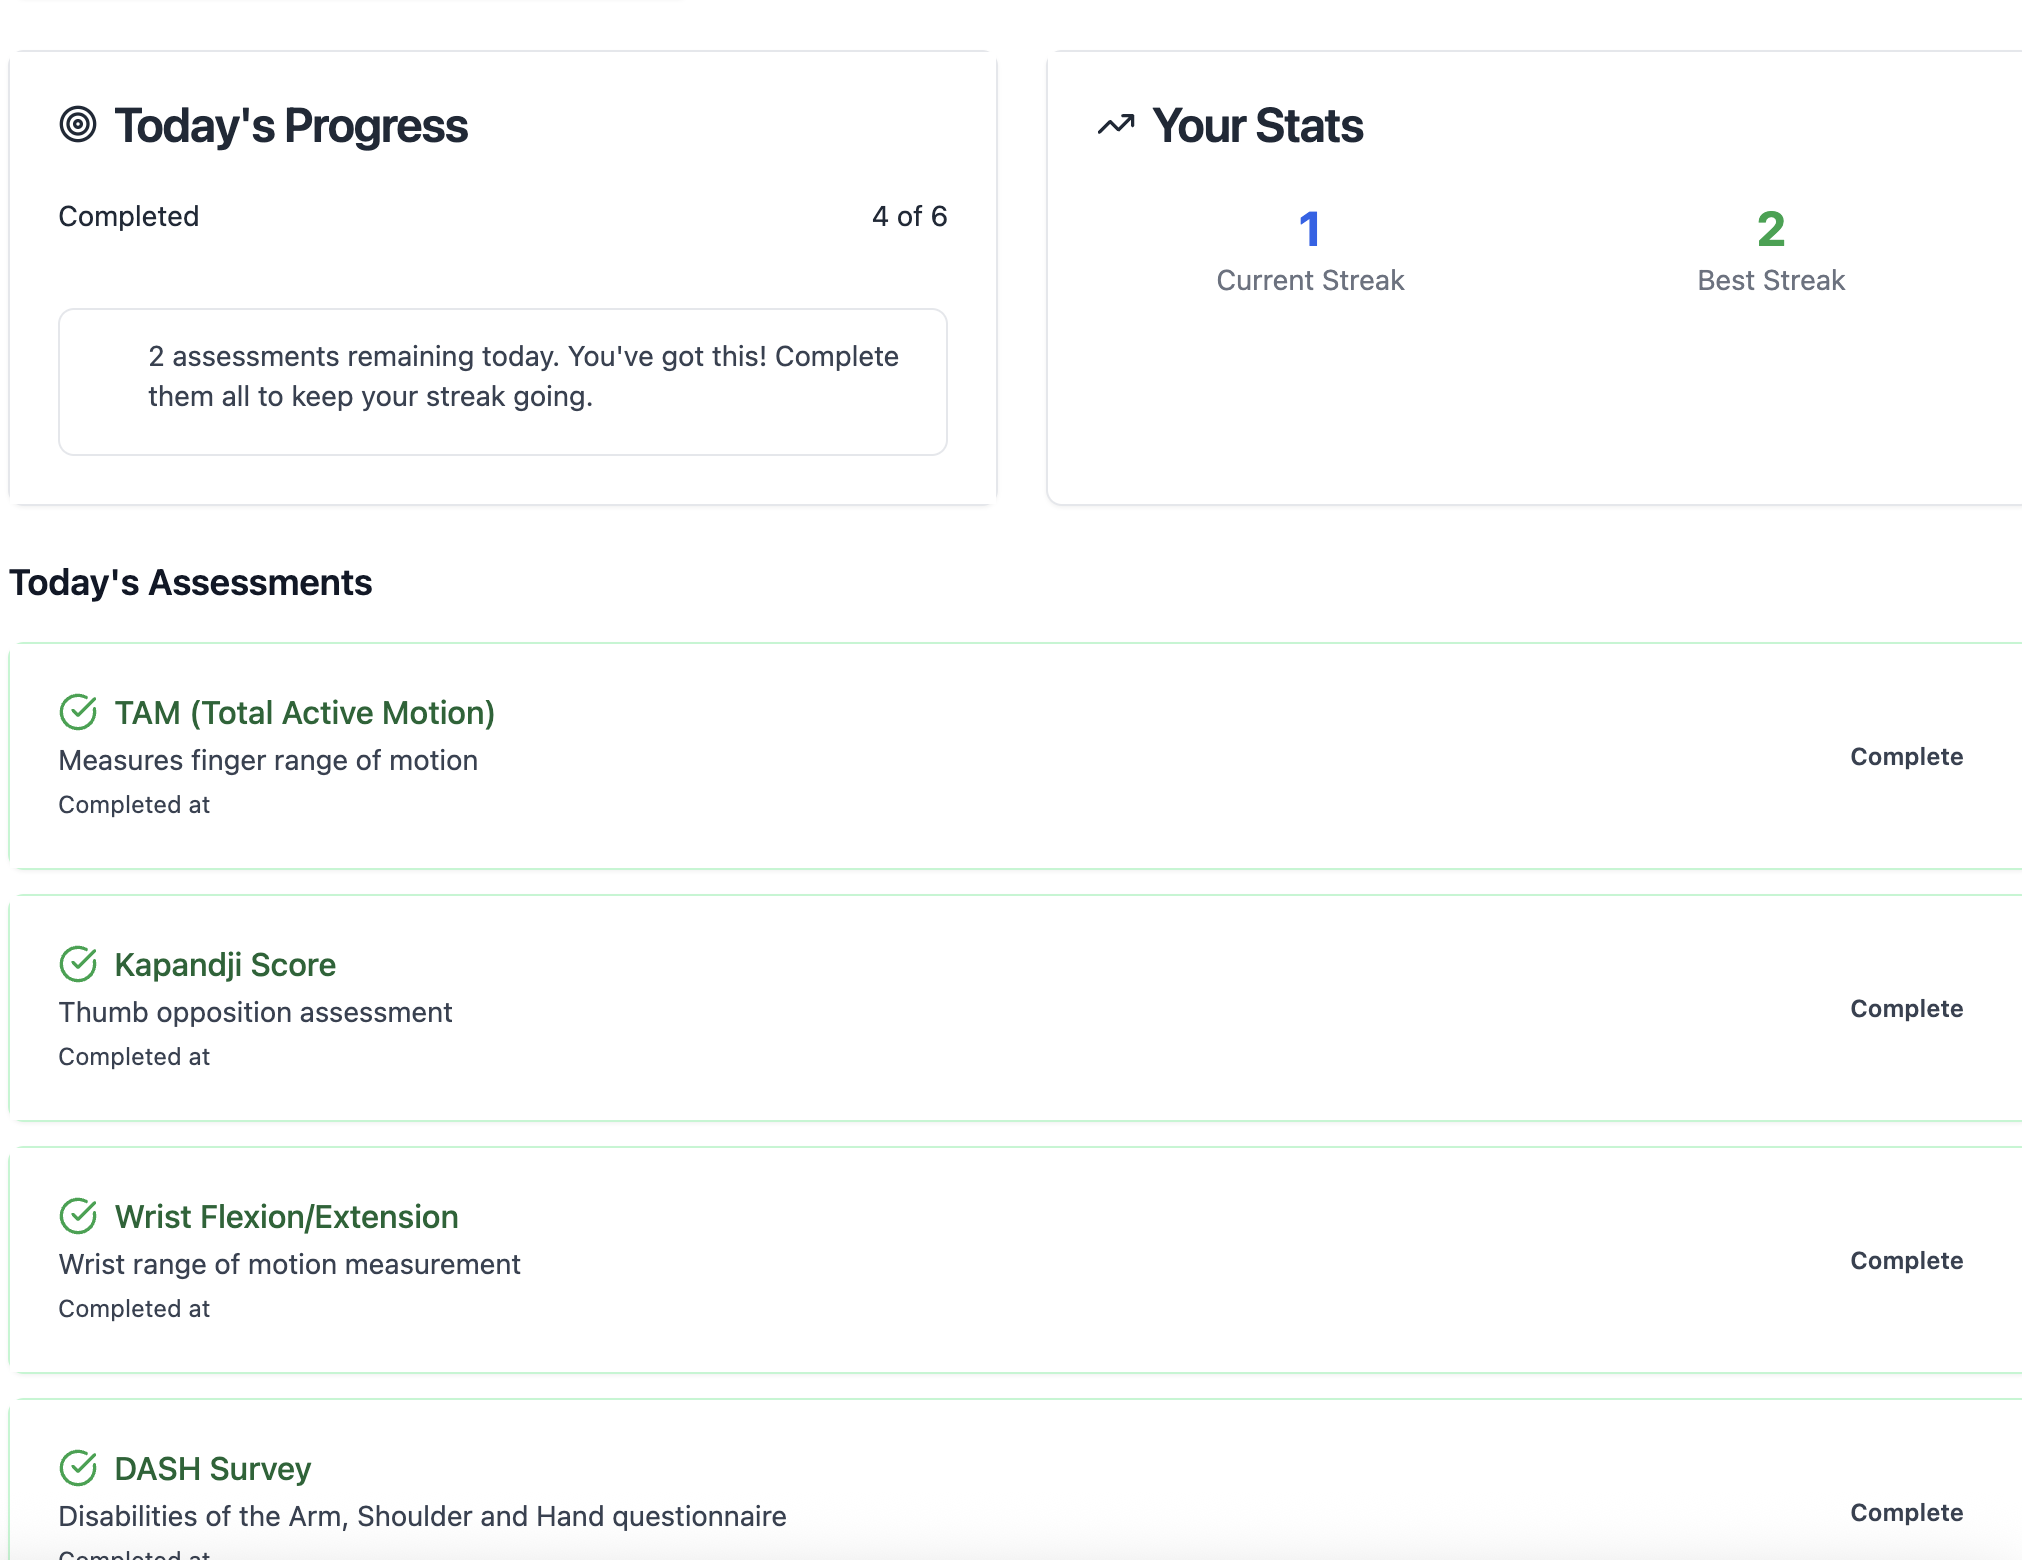 Today's Progress
Completed
4 of 6
2 assessments remaining today. You've got this! Complete
them all to keep your streak going.
Your Stats
1
Current Streak
2
Best Streak
Today's Assessments
TAM (Total Active Motion)
Measures finger range of motion
Completed at
Complete
Kapandji Score
Thumb opposition assessment
Completed at
Complete
Wrist Flexion/Extension
Wrist range of motion measurement
Completed at
Complete
DASH Survey
Disabilities of the Arm, Shoulder and Hand questionnaire
Completed at
Complete